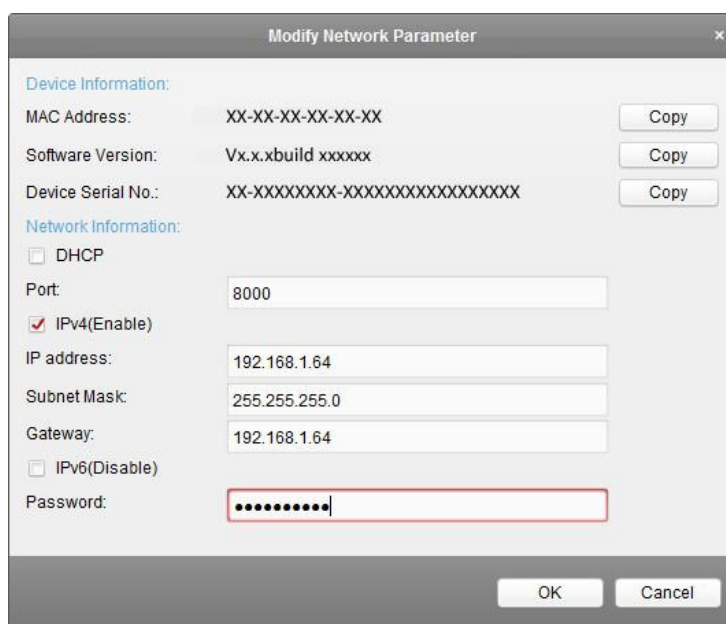 Modify Network Parameter ×
Device Information:
MAC Address: XX-XX-XX-XX-XX-XX Copy
Software Version: Vx.x.xbuild xxxxxx Copy
Device Serial No.: XX-XXXXXXXX-XXXXXXXXXXXXXXXXX Copy
Network Information:
DHCP
Port: 8000
IPv4(Enable)
IP address: 192.168.1.64
Subnet Mask: 255.255.255.0
Gateway: 192.168.1.64
IPv6(Disable)
Password: ●●●●●●●●●●
OK Cancel